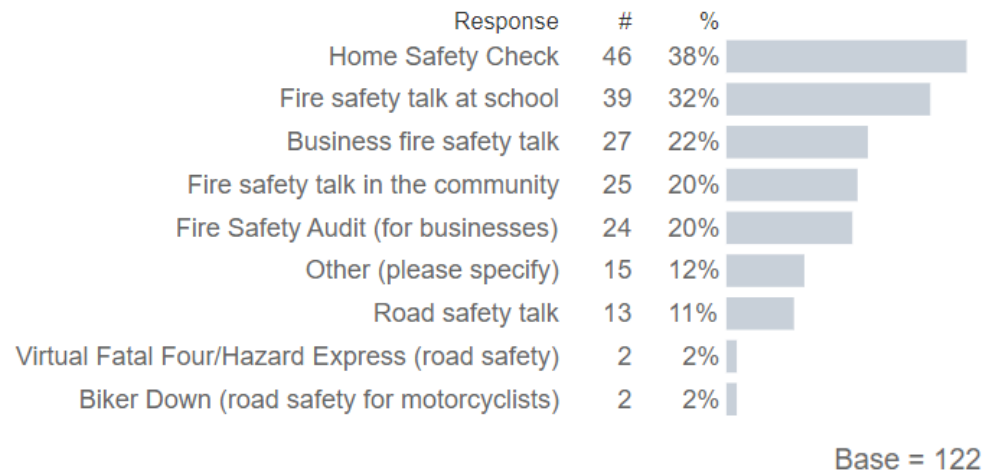 Response # %
Home Safety Check 46 38%
Fire safety talk at school 39 32%
Business fire safety talk 27 22%
Fire safety talk in the community 25 20%
Fire Safety Audit (for businesses) 24 20%
Other (please specify) 15 12%
Road safety talk 13 11%
Virtual Fatal Four/Hazard Express (road safety) 2 2%
Biker Down (road safety for motorcyclists) 2 2%
Base = 122